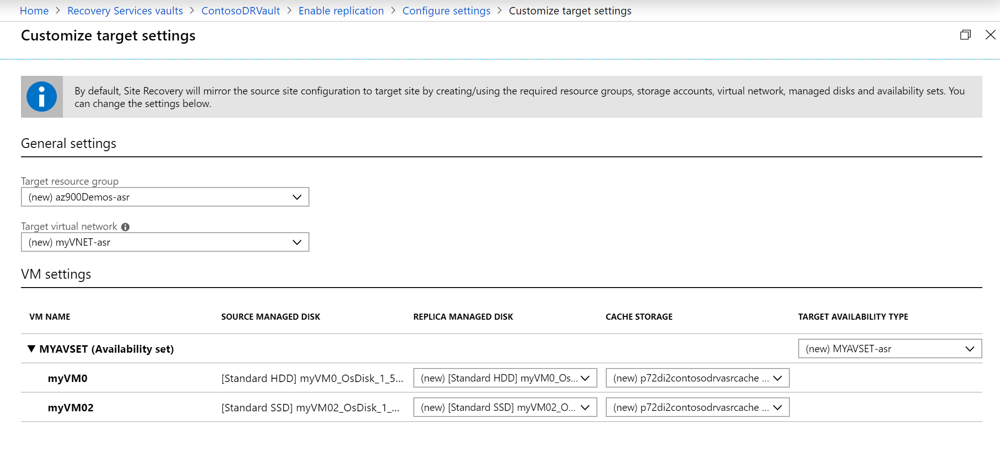 Home > Recovery Services vaults > ContosoDRVault > Enable replication > Configure settings > Customize target settings
Customize target settings
By default, Site Recovery will mirror the source site configuration to target site by creating/using the required resource groups, storage accounts, virtual network, managed disks and availability sets. You
can change the settings below.
General settings
Target resource group
(new) az900Demos-asr
Target virtual network
(new) myVNET-asr
VM settings
VM NAME SOURCE MANAGED DISK REPLICA MANAGED DISK CACHE STORAGE TARGET AVAILABILITY TYPE
MYAVSET (Availability set) (new) MYAVSET-asr
myVM0 [Standard HDD] myVM0_OsDisk_1_5... (new) [Standard HDD] myVM0_Os... (new) p72di2contosodrvasrcache ...
myVM02 [Standard SSD] myVM02_OsDisk_1_... (new) [Standard SSD] myVM02_O... (new) p72di2contosodrvasrcache ...